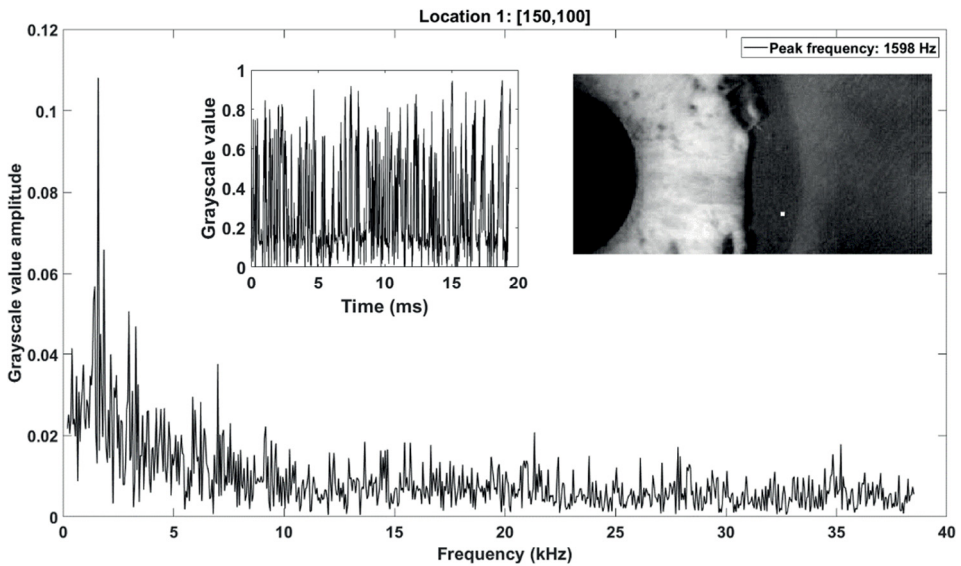 Location 1: [150,100]
Peak frequency: 1598 Hz
Grayscale value amplitude
0.12
0.1
0.08
0.06
0.04
0.02
0
0 5 10 15 20 25 30 35 40
Frequency (kHz)
Grayscale value
1
0.8
0.6
0.4
0.2
0
0 5 10 15 20
Time (ms)